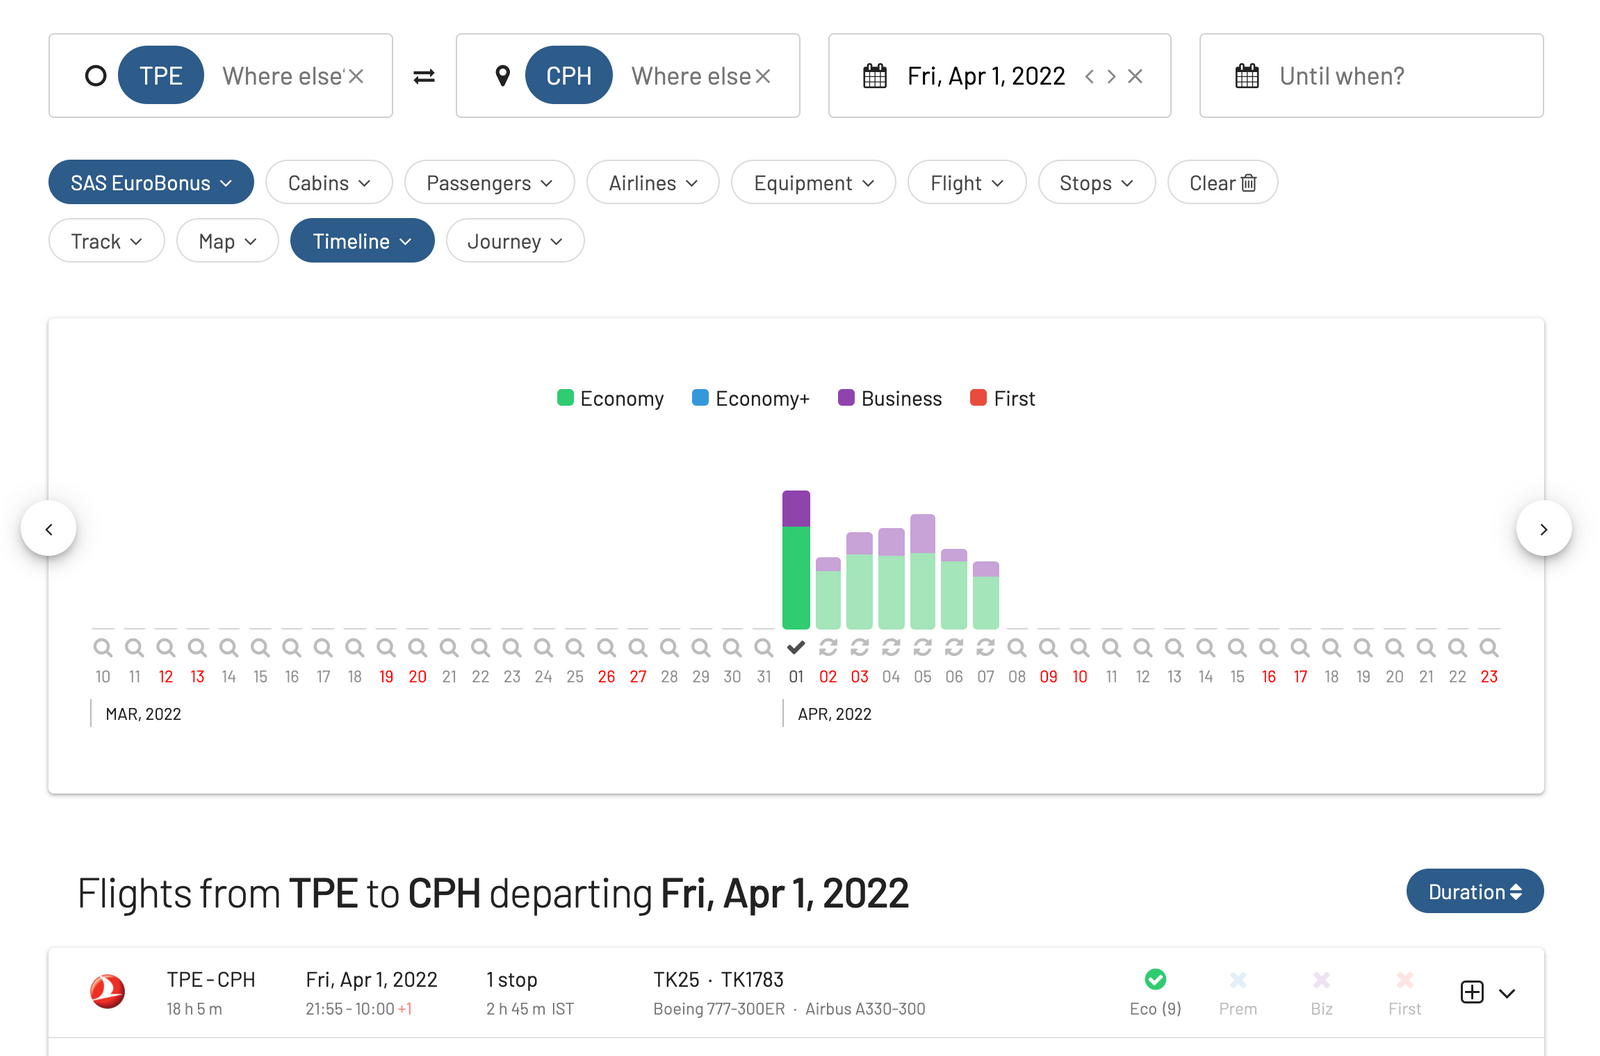 TPE Where else' CPH Where else Fri, Apr 1, 2022 Until when?
SAS EuroBonus Cabins Passengers Airlines Equipment Flight Stops Clear
Track Map Timeline Journey
Economy Economy+ Business First
10 11 12 13 14 15 16 17 18 19 20 21 22 23 24 25 26 27 28 29 30 31 01 02 03 04 05 06 07 08 09 10 11 12 13 14 15 16 17 18 19 20 21 22 23
MAR, 2022 APR, 2022
Flights from TPE to CPH departing Fri, Apr 1, 2022 Duration
TPE - CPH Fri, Apr 1, 2022 1 stop TK25 · TK1783
18 h 5 m 21:55 - 10:00 +1 2 h 45 m IST Boeing 777-300ER · Airbus A330-300 Eco (9) Prem Biz First